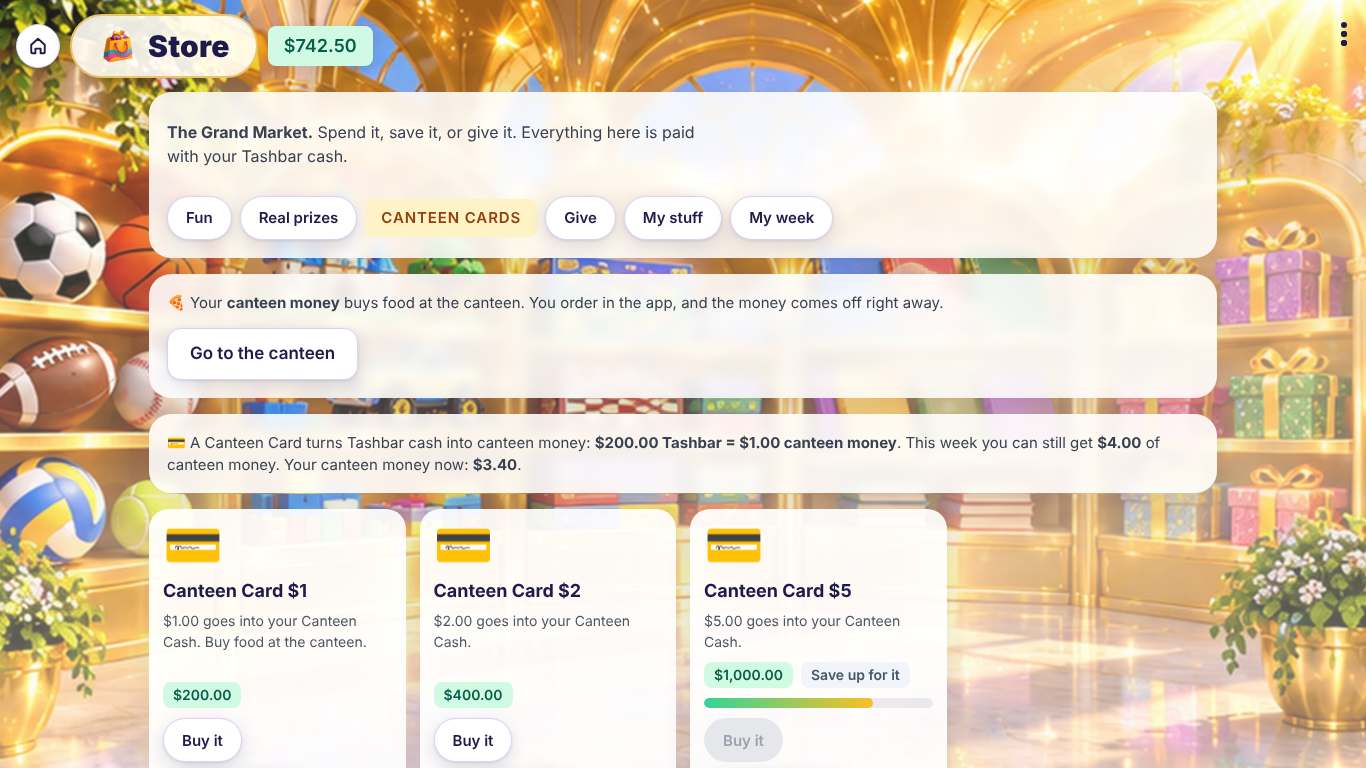 Store
$742.50
The Grand Market. Spend it, save it, or give it. Everything here is paid
with your Tashbar cash.
Fun
Real prizes
CANTEEN CARDS
Give
My stuff
My week
🍕 Your canteen money buys food at the canteen. You order in the app, and the money comes off right away.
Go to the canteen
💳 A Canteen Card turns Tashbar cash into canteen money: $200.00 Tashbar = $1.00 canteen money. This week you can still get $4.00 of
canteen money. Your canteen money now: $3.40.
Canteen Card $1
$1.00 goes into your Canteen
Cash. Buy food at the canteen.
$200.00
Buy it
Canteen Card $2
$2.00 goes into your Canteen
Cash.
$400.00
Buy it
Canteen Card $5
$5.00 goes into your Canteen
Cash.
$1,000.00
Save up for it
Buy it